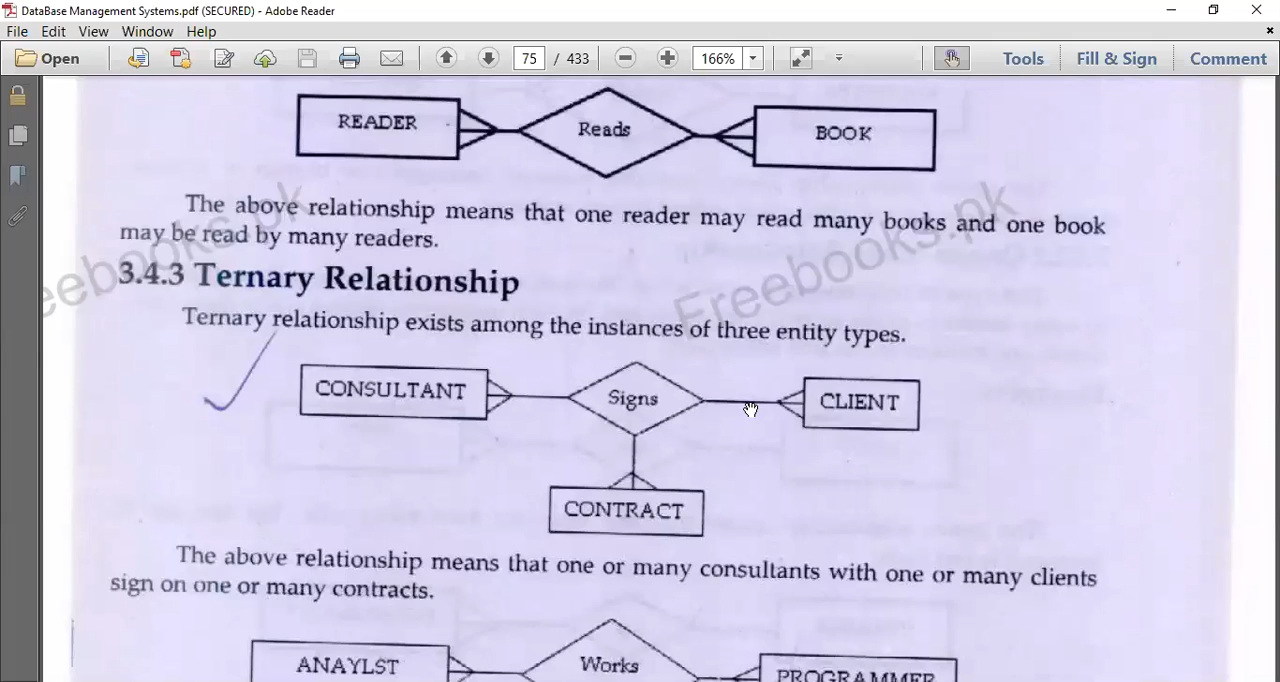 DataBase Management Systems.pdf (SECURED) - Adobe Reader
File Edit View Window Help
Open 75 / 433 166% Tools Fill & Sign Comment
READER Reads BOOK
The above relationship means that one reader may read many books and one book
may be read by many readers.
3.4.3 Ternary Relationship
Ternary relationship exists among the instances of three entity types.
CONSULTANT Signs CLIENT
CONTRACT
The above relationship means that one or many consultants with one or many clients
sign on one or many contracts.
ANAYLST Works PROGRAMMER
eebooks.pk
Freebooks.pk